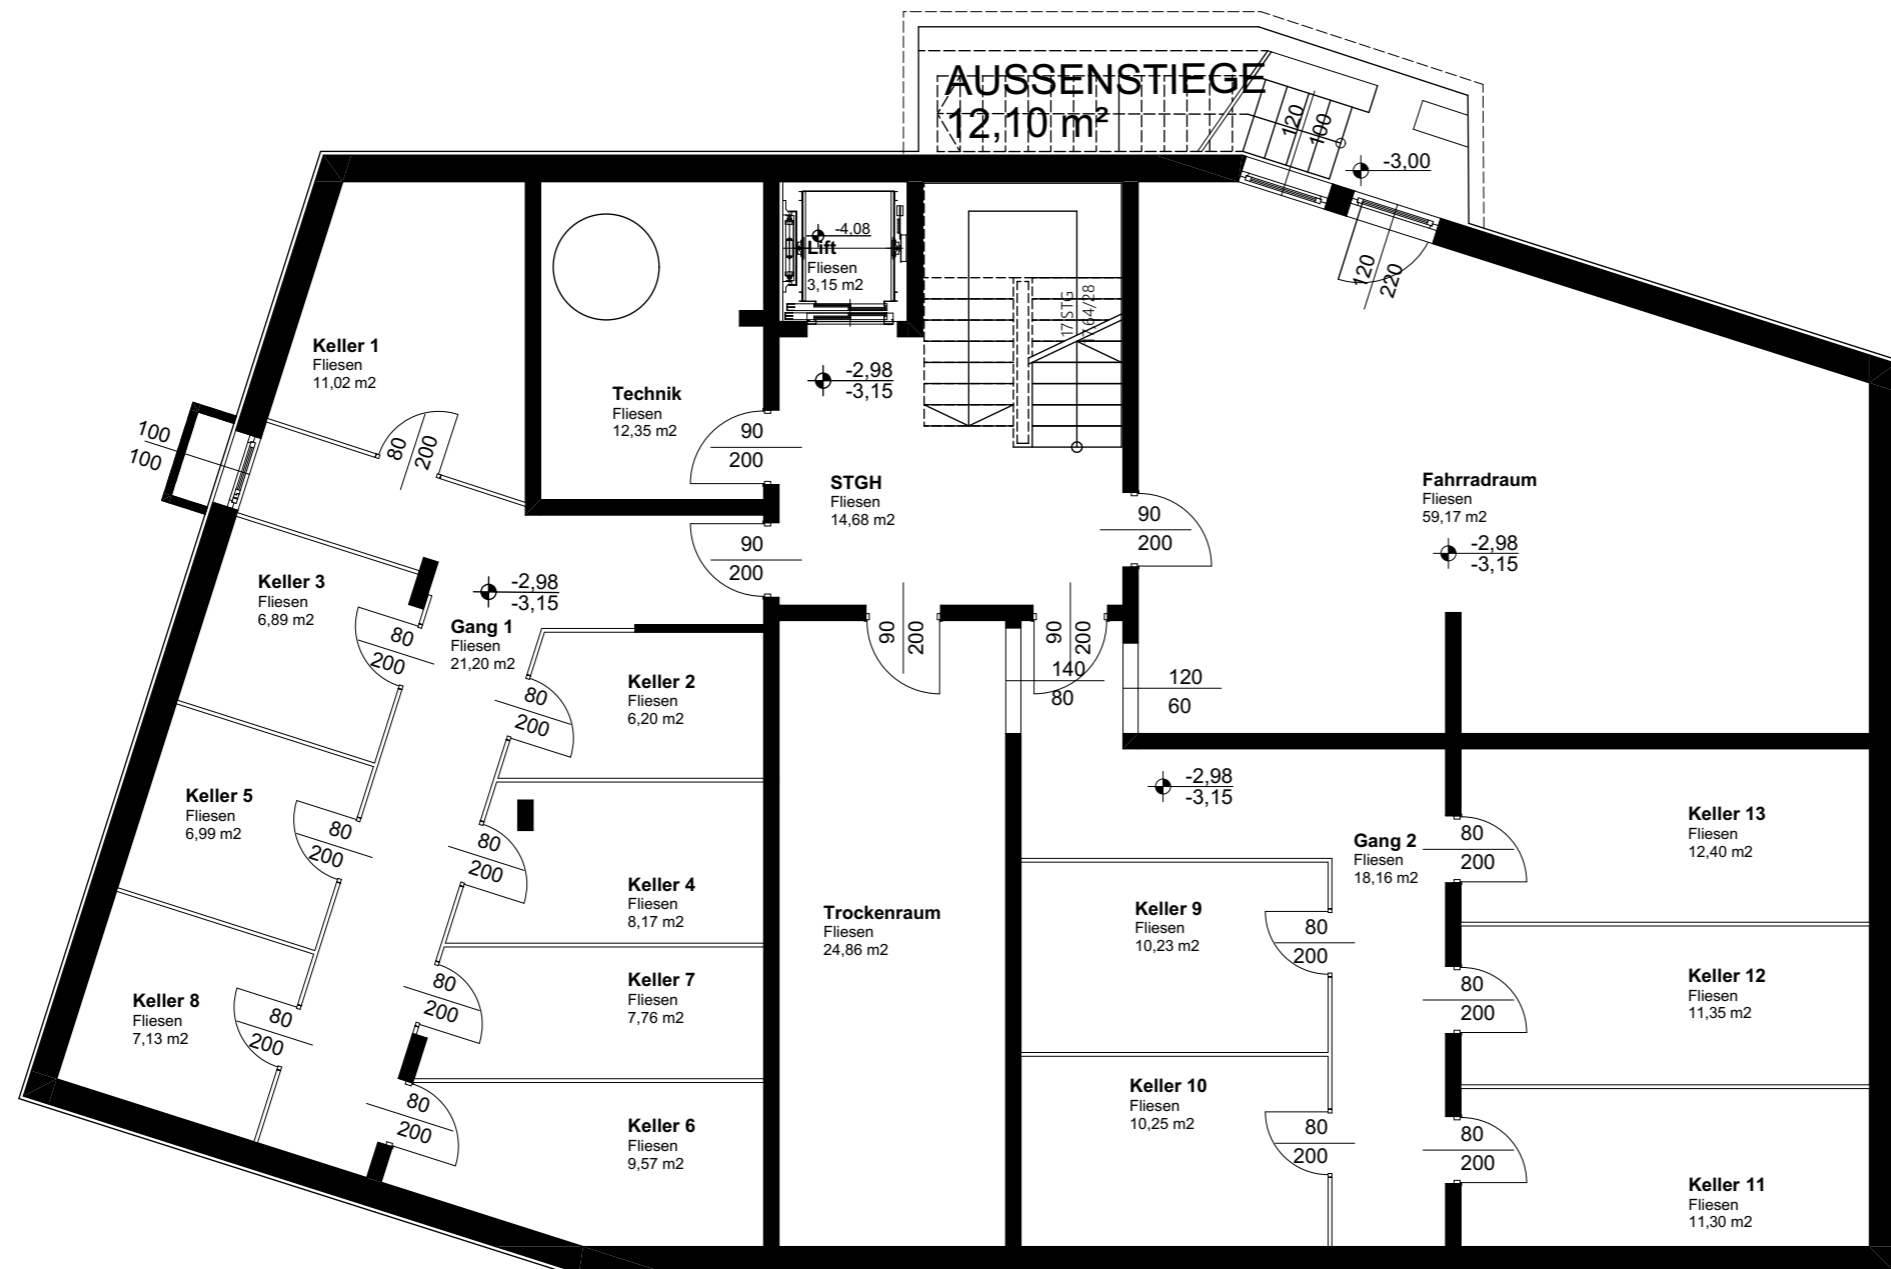 AUSSENSTIEGE
12,10 m²
120
100
-3,00
120
220
-4,08
Lift
Fliesen
3,15 m2
17 STG
Keller 1
Fliesen
11,02 m2
100
100
80
200
Technik
Fliesen
12,35 m2
-2,98
-3,15
90
200
STGH
Fliesen
14,68 m2
90
200
90
200
Fahrradraum
Fliesen
59,17 m2
-2,98
-3,15
Keller 3
Fliesen
6,89 m2
80
200
-2,98
-3,15
Gang 1
Fliesen
21,20 m2
90
200
90
200
140
80
120
60
Keller 2
Fliesen
6,20 m2
80
200
Keller 5
Fliesen
6,99 m2
80
200
80
200
Keller 4
Fliesen
8,17 m2
-2,98
-3,15
Gang 2
Fliesen
18,16 m2
80
200
Keller 13
Fliesen
12,40 m2
Trockenraum
Fliesen
24,86 m2
Keller 9
Fliesen
10,23 m2
80
200
80
200
Keller 12
Fliesen
11,35 m2
Keller 8
Fliesen
7,13 m2
80
200
80
200
Keller 7
Fliesen
7,76 m2
80
200
Keller 6
Fliesen
9,57 m2
Keller 10
Fliesen
10,25 m2
80
200
80
200
Keller 11
Fliesen
11,30 m2